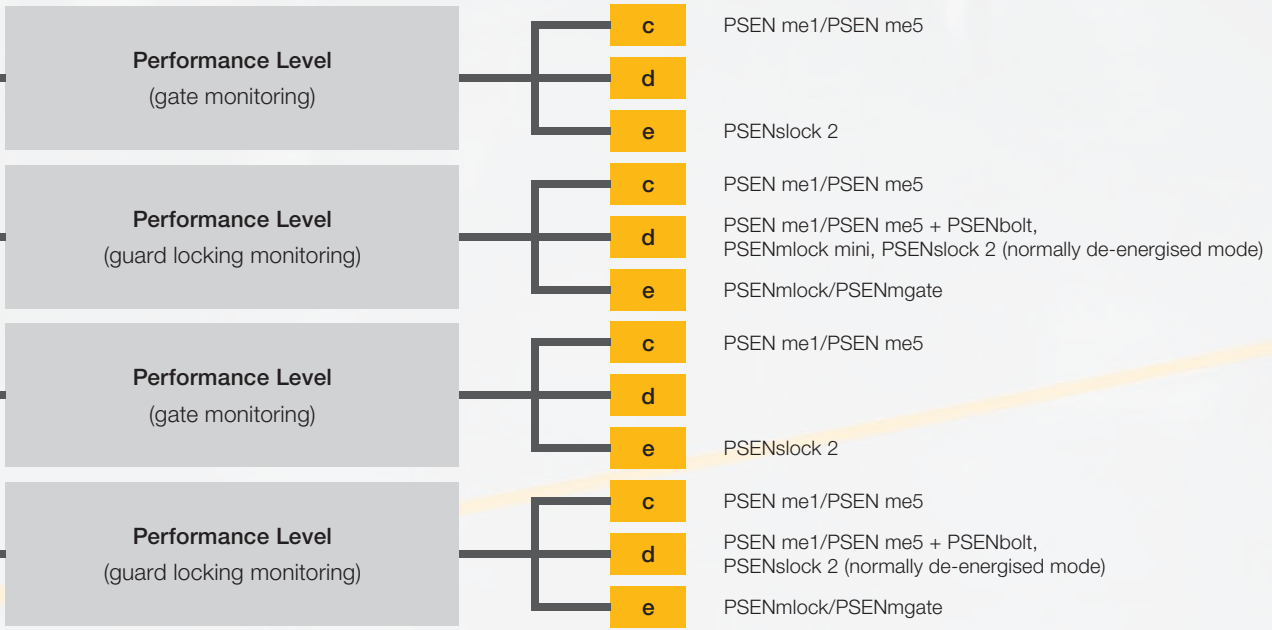 Performance Level
(gate monitoring)
c
PSEN me1/PSEN me5
d
e
PSENslock 2
Performance Level
(guard locking monitoring)
c
PSEN me1/PSEN me5
d
PSEN me1/PSEN me5 + PSENbolt,
PSENmlock mini, PSENslock 2 (normally de-energised mode)
e
PSENmlock/PSENmgate
Performance Level
(gate monitoring)
c
PSEN me1/PSEN me5
d
e
PSENslock 2
Performance Level
(guard locking monitoring)
c
PSEN me1/PSEN me5
d
PSEN me1/PSEN me5 + PSENbolt,
PSENslock 2 (normally de-energised mode)
e
PSENmlock/PSENmgate